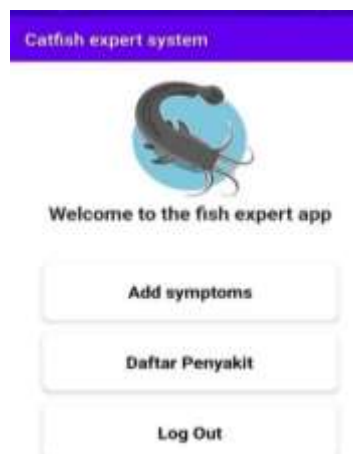 Catfish expert system
Welcome to the fish expert app
Add symptoms
Daftar Penyakit
Log Out